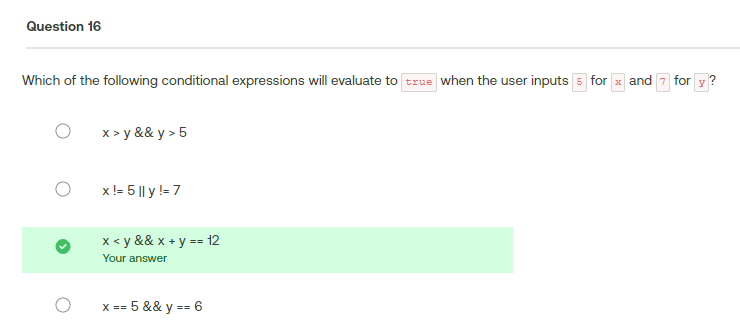 Question 16
Which of the following conditional expressions will evaluate to true when the user inputs 5 for x and 7 for y?
x > y && y > 5
x != 5 || y != 7
x < y && x + y == 12
Your answer
x == 5 && y == 6